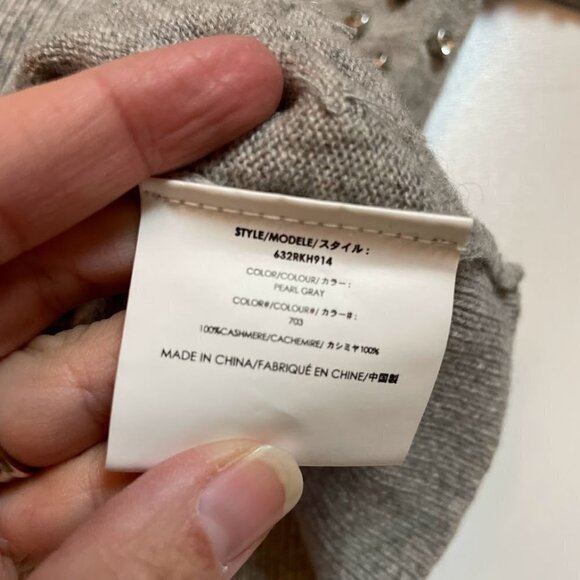 STYLE/MODELE/スタイル :
632RKH914
COLOR/COLOUR/カラー :
PEARL GRAY
COLOR#/COLOUR#/カラー#:
703
100%CASHMERE/CACHEMIRE/ カシミヤ100%
MADE IN CHINA/FABRIQUÉ EN CHINE/中国製